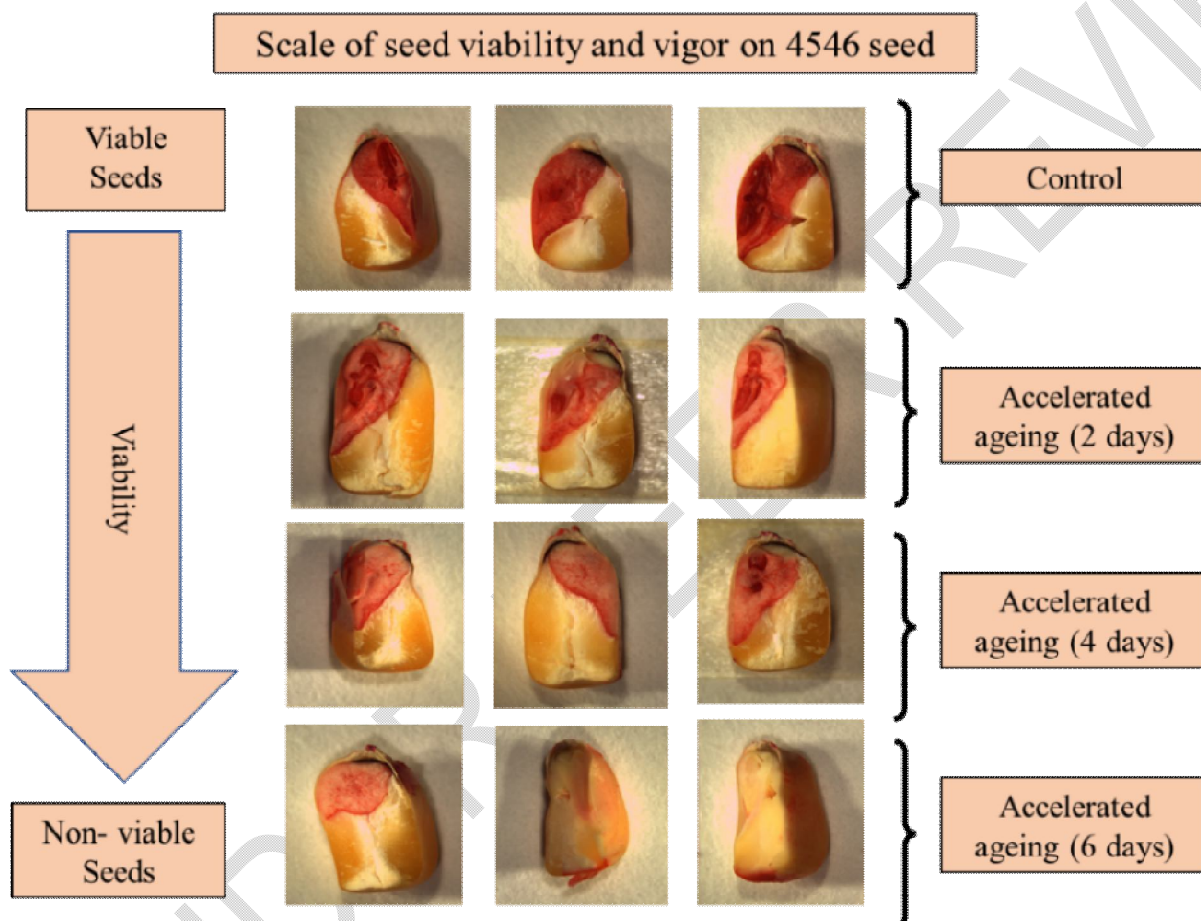 Scale of seed viability and vigor on 4546 seed
Viable
Seeds
Control
Viability
Accelerated
ageing (2 days)
Accelerated
ageing (4 days)
Non- viable
Seeds
Accelerated
ageing (6 days)